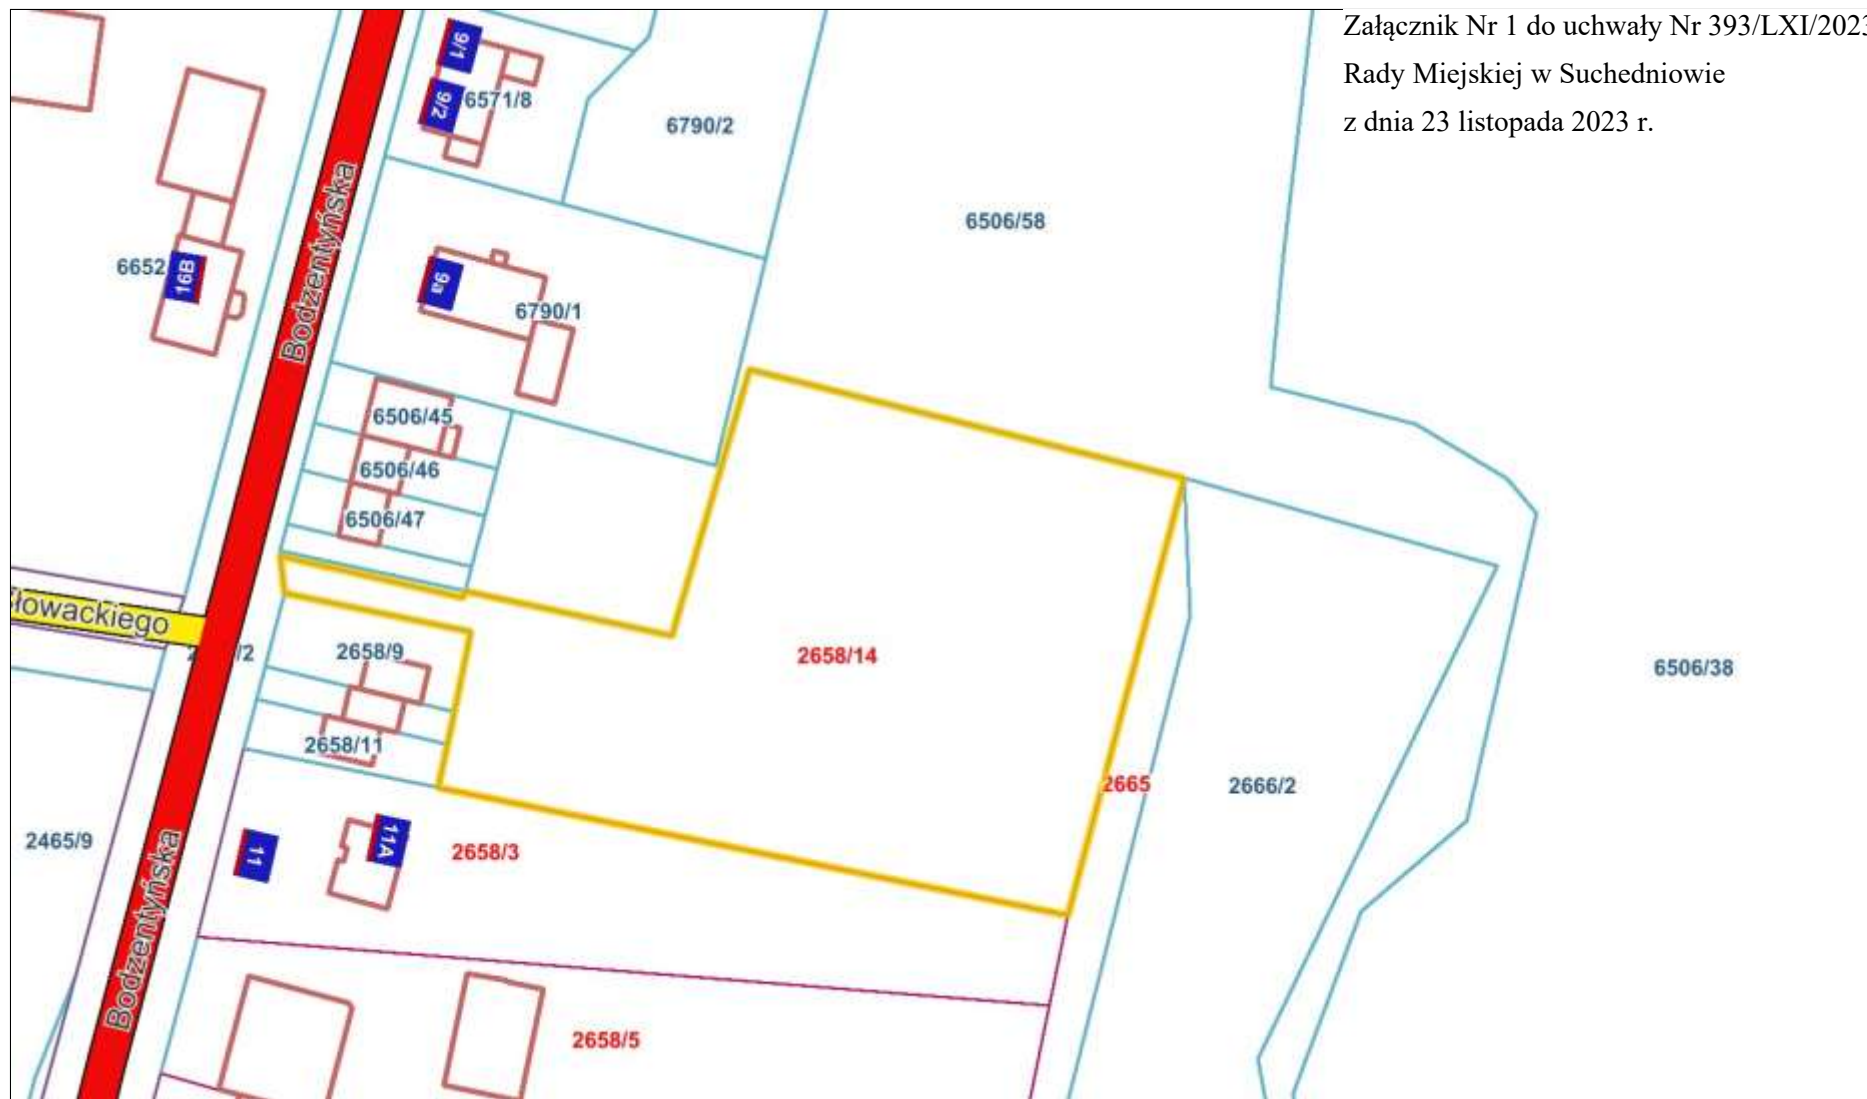 Załącznik Nr 1 do uchwały Nr 393/LXI/2023
Rady Miejskiej w Suchedniowie
z dnia 23 listopada 2023 r.
9/1
9/2
6571/8
6790/2
6506/58
Bodzentyńska
6652
16B
9a
6790/1
6506/45
6506/46
6506/47
łowackiego
2 /2
2658/9
2658/14
6506/38
2658/11
2665
2666/2
2465/9
11
11A
2658/3
Bodzentyńska
2658/5